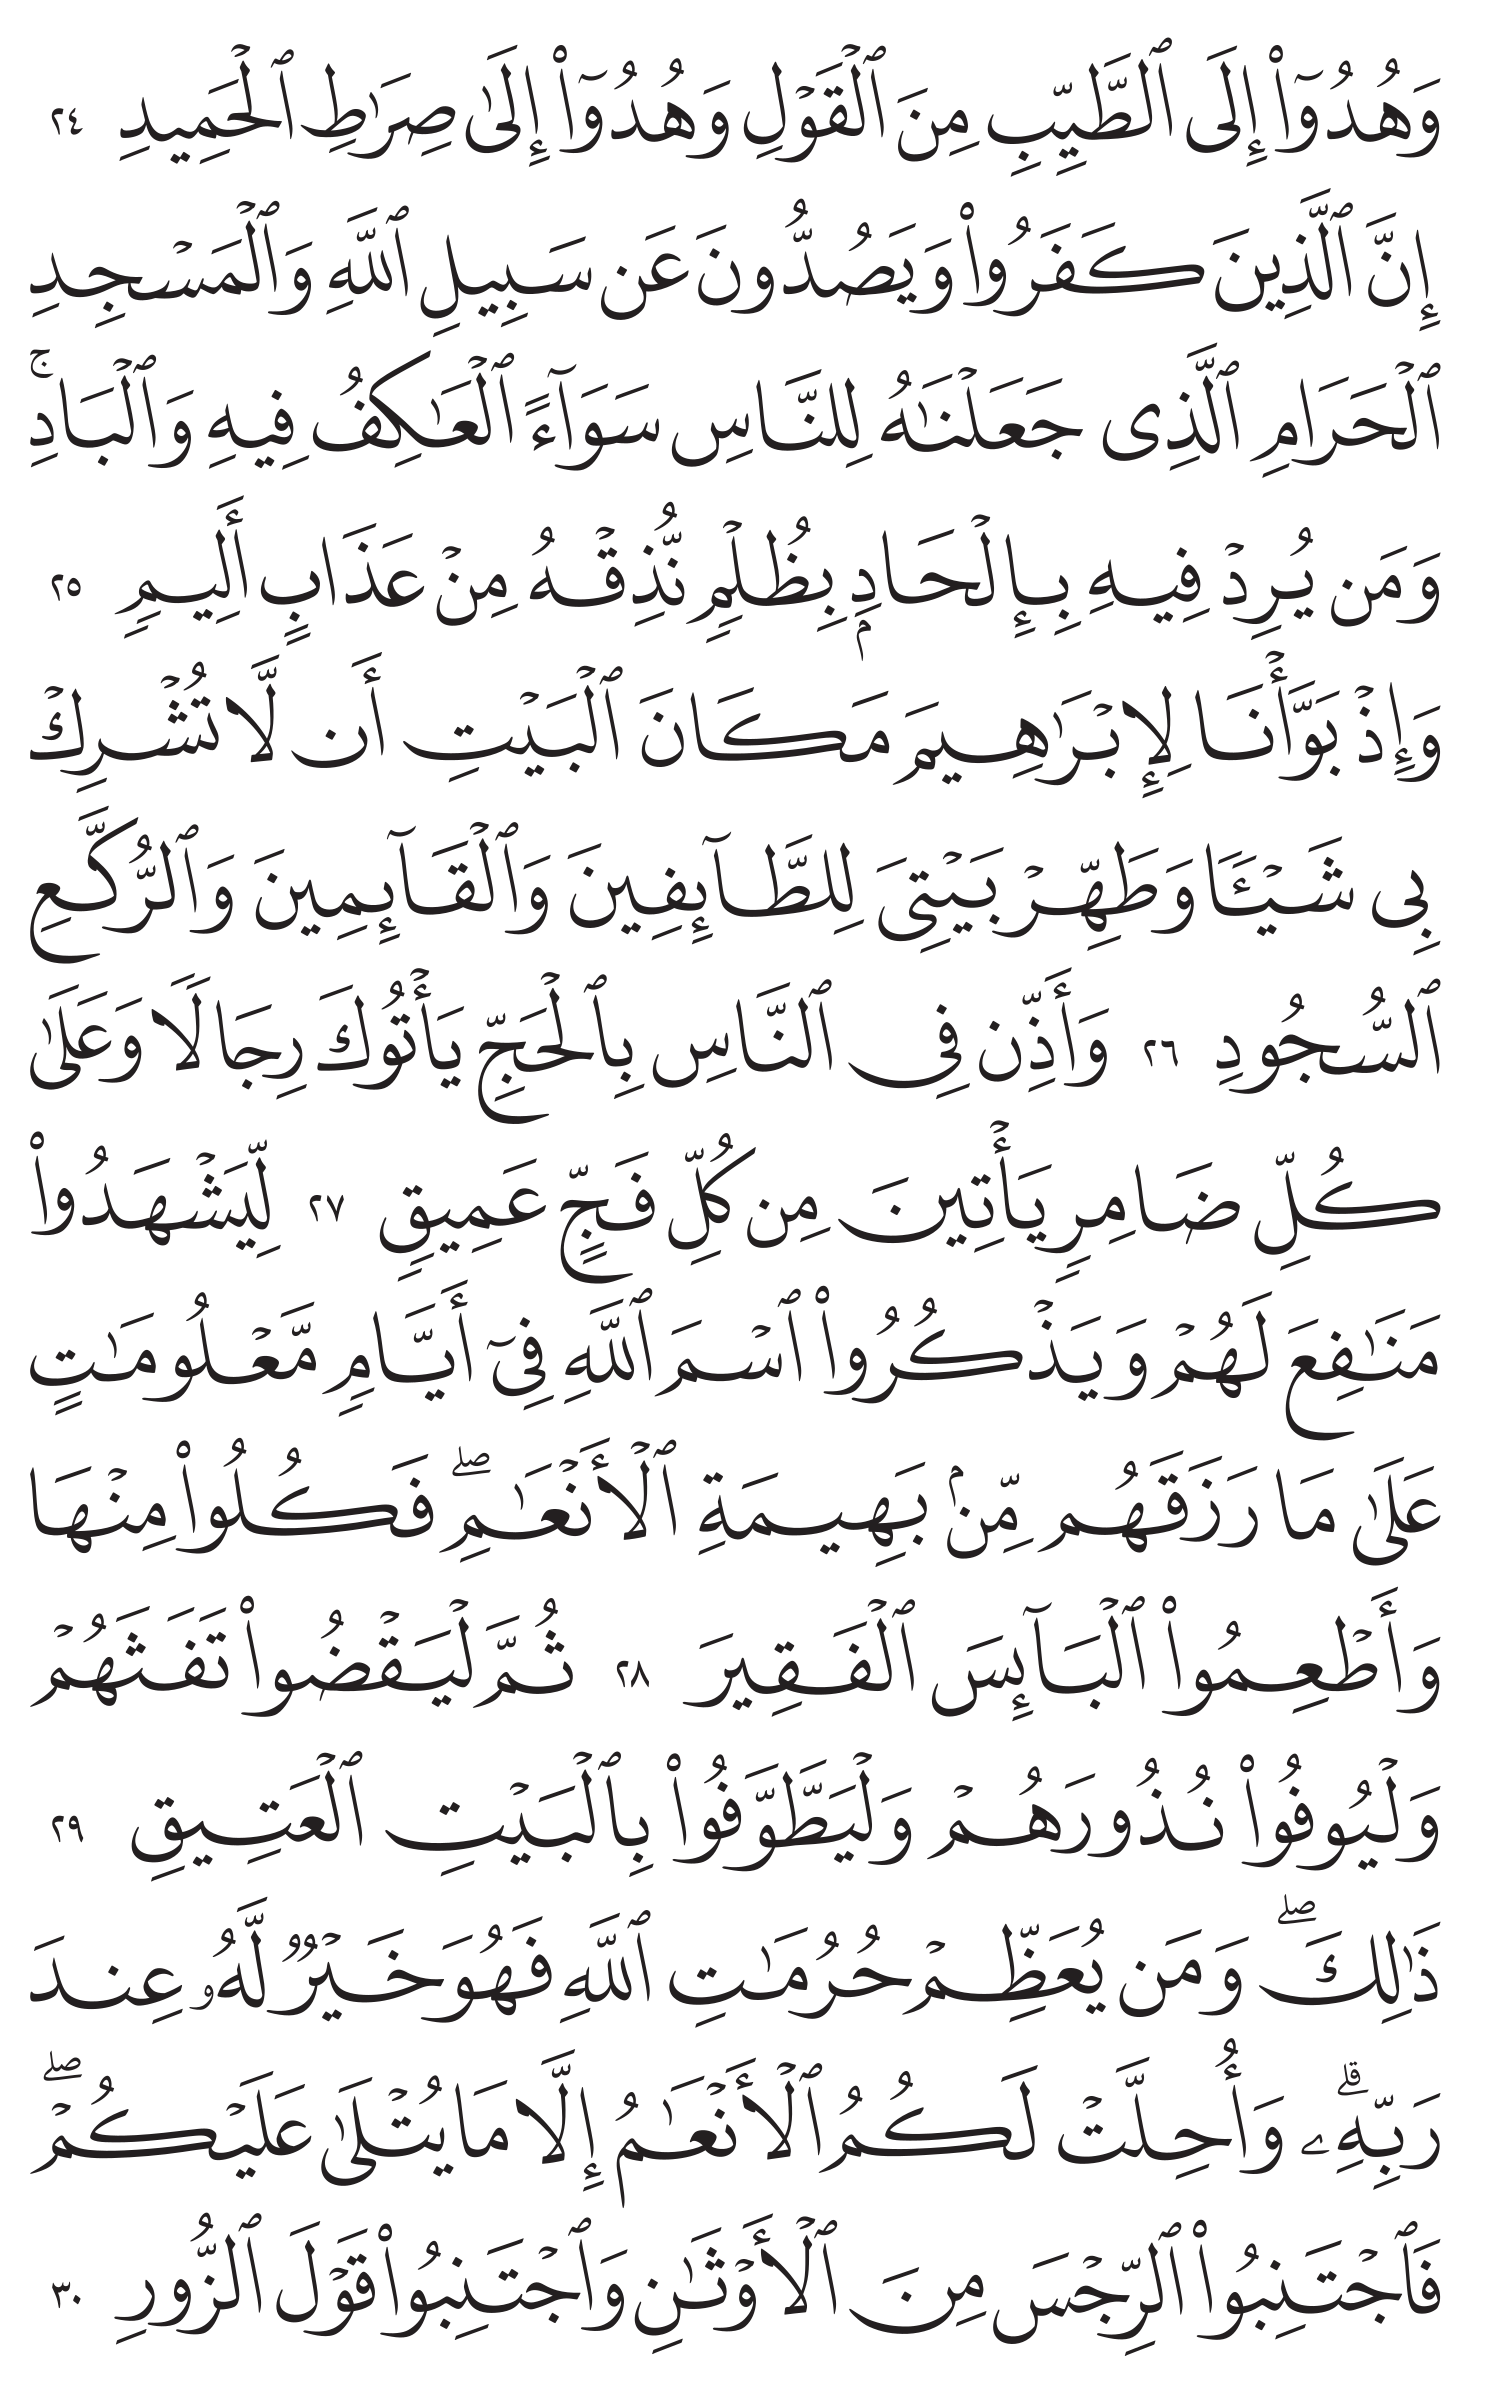 وَهُدُوٓا۟ إِلَى ٱلطَّيِّبِ مِنَ ٱلۡقَوۡلِ وَهُدُوٓا۟ إِلَىٰ صِرَٰطِ ٱلۡحَمِيدِ ٢٤
إِنَّ ٱلَّذِينَ كَفَرُوا۟ وَيَصُدُّونَ عَن سَبِيلِ ٱللَّهِ وَٱلۡمَسۡجِدِ
ٱلۡحَرَامِ ٱلَّذِى جَعَلۡنَـٰهُ لِلنَّاسِ سَوَآءً ٱلۡعَـٰكِفُ فِيهِ وَٱلۡبَادِۚ
وَمَن يُرِدۡ فِيهِ بِإِلۡحَادِۭ بِظُلۡمٍ نُّذِقۡهُ مِنۡ عَذَابٍ أَلِيمٍ ٢٥
وَإِذۡ بَوَّأۡنَا لِإِبۡرَٰهِيمَ مَكَانَ ٱلۡبَيۡتِ أَن لَّا تُشۡرِكۡ
بِى شَيۡـًٔا وَطَهِّرۡ بَيۡتِىَ لِلطَّآئِفِينَ وَٱلۡقَآئِمِينَ وَٱلرُّكَّعِ
ٱلسُّجُودِ ٢٦ وَأَذِّن فِى ٱلنَّاسِ بِٱلۡحَجِّ يَأۡتُوكَ رِجَالًا وَعَلَىٰ
كُلِّ ضَامِرٍ يَأۡتِينَ مِن كُلِّ فَجٍّ عَمِيقٍ ٢٧ لِّيَشۡهَدُوا۟
مَنَـٰفِعَ لَهُمۡ وَيَذۡكُرُوا۟ ٱسۡمَ ٱللَّهِ فِىٓ أَيَّامٍ مَّعۡلُومَـٰتٍ
عَلَىٰ مَا رَزَقَهُم مِّنۢ بَهِيمَةِ ٱلۡأَنۡعَـٰمِۖ فَكُلُوا۟ مِنۡهَا
وَأَطۡعِمُوا۟ ٱلۡبَآئِسَ ٱلۡفَقِيرَ ٢٨ ثُمَّ لۡيَقۡضُوا۟ تَفَثَهُمۡ
وَلۡيُوفُوا۟ نُذُورَهُمۡ وَلۡيَطَّوَّفُوا۟ بِٱلۡبَيۡتِ ٱلۡعَتِيقِ ٢٩
ذَٰلِكَۖ وَمَن يُعَظِّمۡ حُرُمَـٰتِ ٱللَّهِ فَهُوَ خَيۡرٌ لَّهُۥ عِندَ
رَبِّهِۦۗ وَأُحِلَّتۡ لَكُمُ ٱلۡأَنۡعَـٰمُ إِلَّا مَا يُتۡلَىٰ عَلَيۡكُمۡۖ
فَٱجۡتَنِبُوا۟ ٱلرِّجۡسَ مِنَ ٱلۡأَوۡثَـٰنِ وَٱجۡتَنِبُوا۟ قَوۡلَ ٱلزُّورِ ٣٠